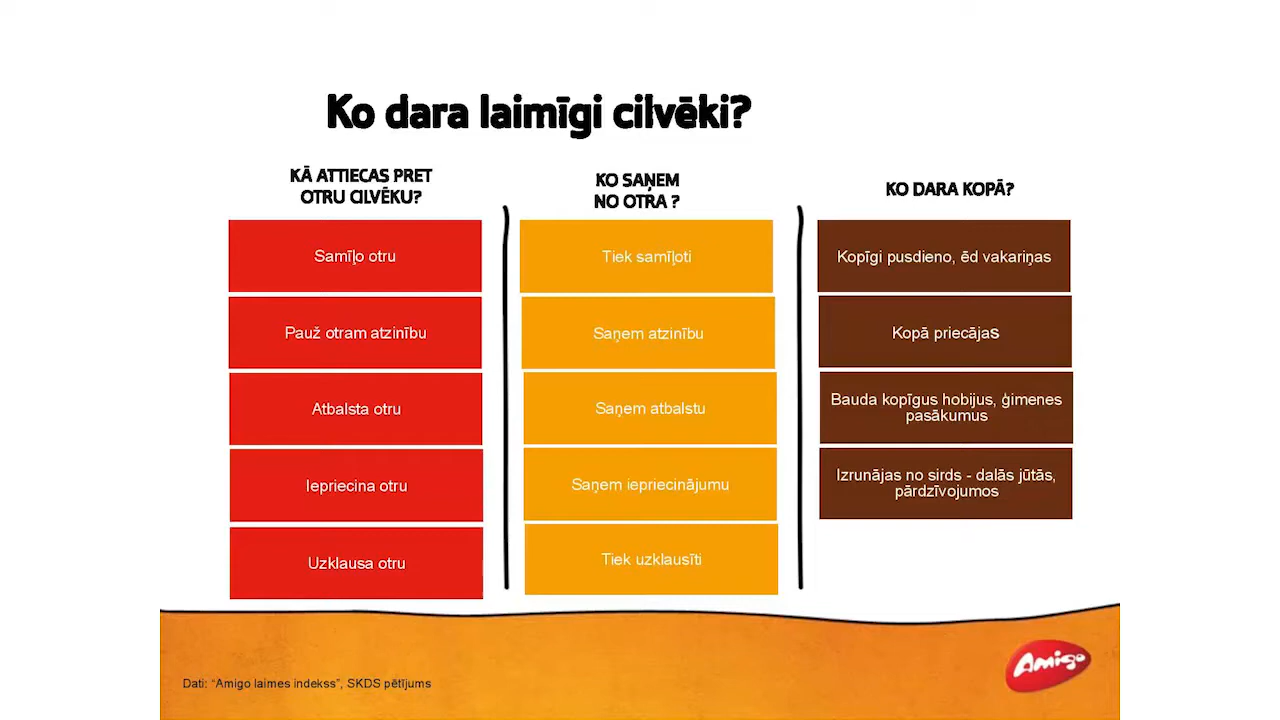 Ko dara laimīgi cilvēki?
KĀ ATTIECAS PRET
OTRU CILVĒKU?
Samīļo otru
Pauž otram atzinību
Atbalsta otru
Iepriecina otru
Uzklausa otru
KO SAŅEM
NO OTRA ?
Tiek samīļoti
Saņem atzinību
Saņem atbalstu
Saņem iepriecinājumu
Tiek uzklausīti
KO DARA KOPĀ?
Kopīgi pusdieno, ēd vakariņas
Kopā priecājas
Bauda kopīgus hobijus, ģimenes
pasākumus
Izrunājas no sirds - dalās jūtās,
pārdzīvojumos
Dati: “Amigo laimes indekss”, SKDS pētījums
Amigo